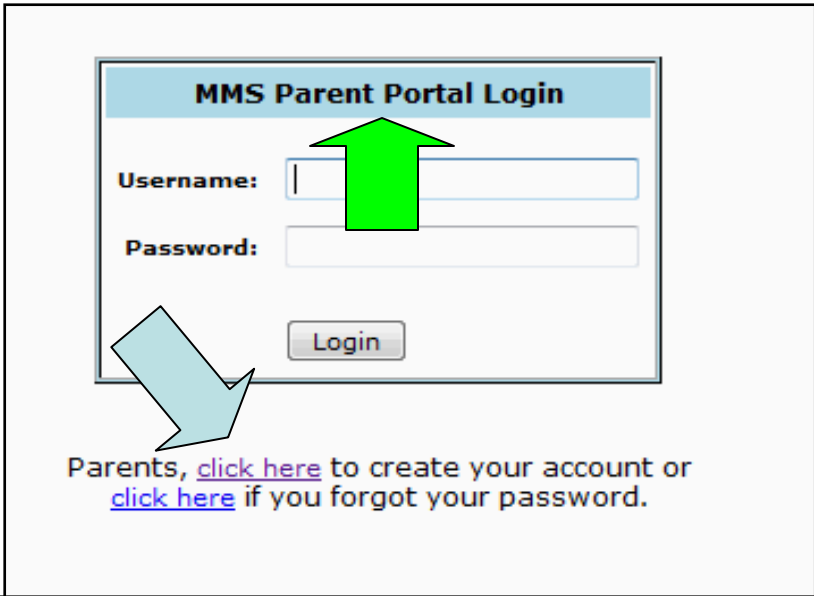 MMS Parent Portal Login
Username:
Password:
Login
Parents, click here to create your account or
click here if you forgot your password.